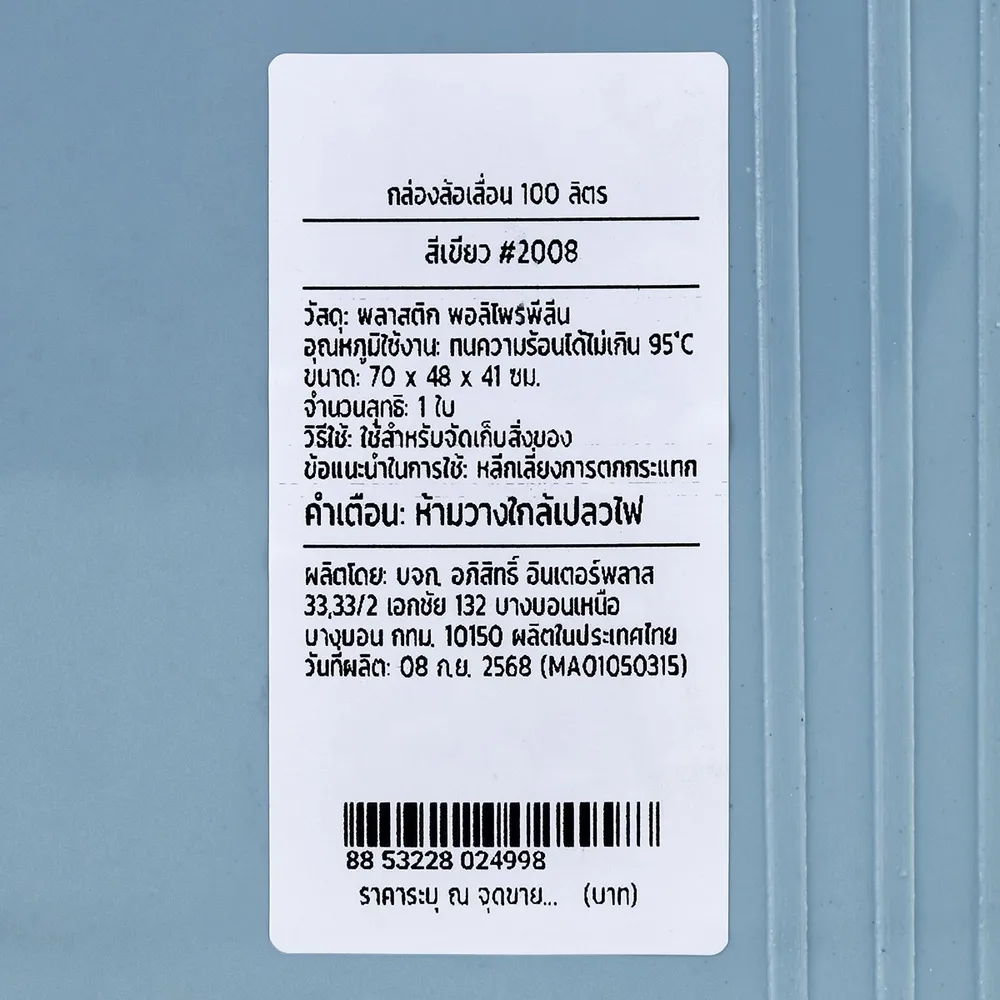 กล่องล้อเลื่อน 100 ลิตร
สีเขียว #2008
วัสดุ: พลาสติก พอลิโพรพีลีน
อุณหภูมิใช้งาน: ทนความร้อนได้ไม่เกิน 95°C
ขนาด: 70 x 48 x 41 ซม.
จำนวนสุทธิ: 1 ใบ
วิธีใช้: ใช้สำหรับจัดเก็บสิ่งของ
ข้อแนะนำในการใช้: หลีกเลี่ยงการตกกระแทก
คำเตือน: ห้ามวางใกล้เปลวไฟ
ผลิตโดย: บจก. อภิสิทธิ์ อินเตอร์พลาส
33,33/2 เอกชัย 132 บางบอนเหนือ
บางบอน กทม. 10150 ผลิตในประเทศไทย
วันที่ผลิต: 08 ก.ย. 2568 (MA01050315)
88 53228 024998
ราคาระบุ ณ จุดขาย... (บาท)